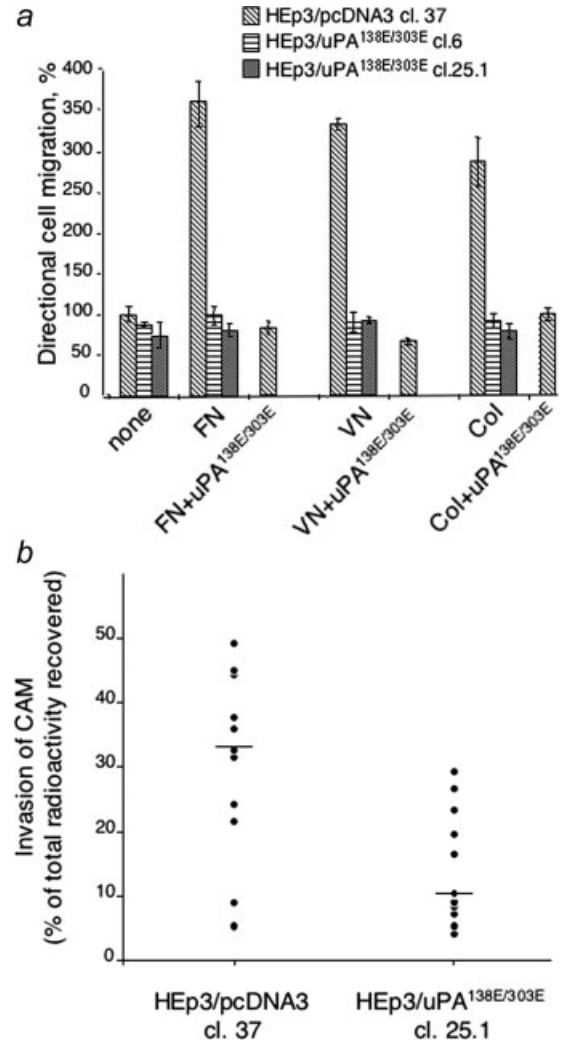 a
HEp3/pcDNA3 cl. 37
HEp3/uPA138E/303E cl.6
HEp3/uPA138E/303E cl.25.1
Directional cell migration, %
400
350
300
250
200
150
100
50
0
none
FN
FN+uPA138E/303E
VN
VN+uPA138E/303E
Col
Col+uPA138E/303E
b
Invasion of CAM
(% of total radioactivity recovered)
50
40
30
20
10
0
HEp3/pcDNA3
cl. 37
HEp3/uPA138E/303E
cl. 25.1